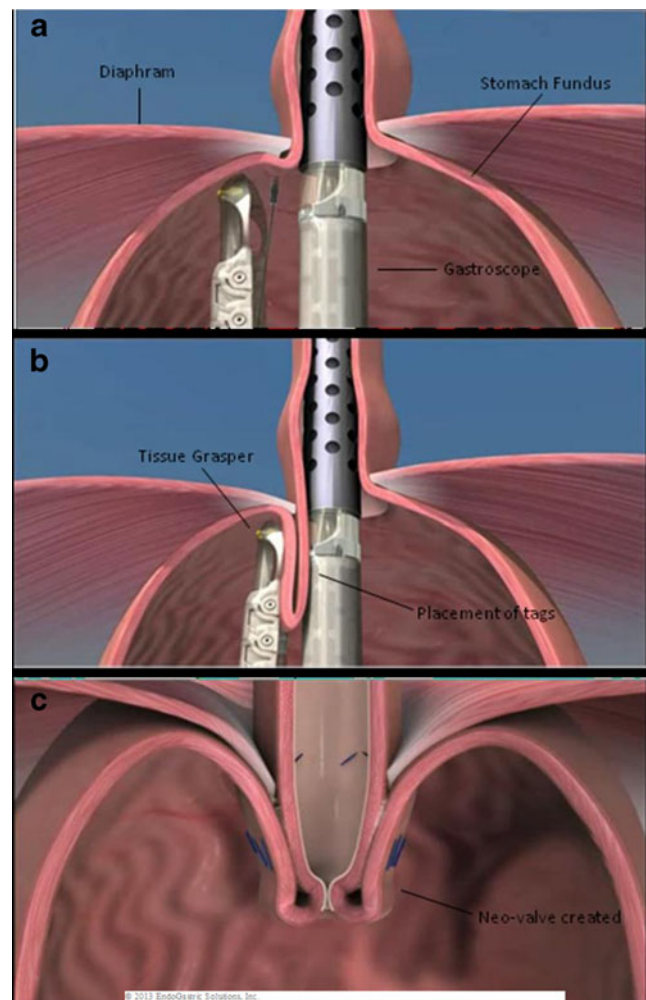 a
Diaphram
Stomach Fundus
Gastroscope
b
Tissue Grasper
Placement of tags
c
Neo-valve created
© 2013 EndoGastric Solutions, Inc.